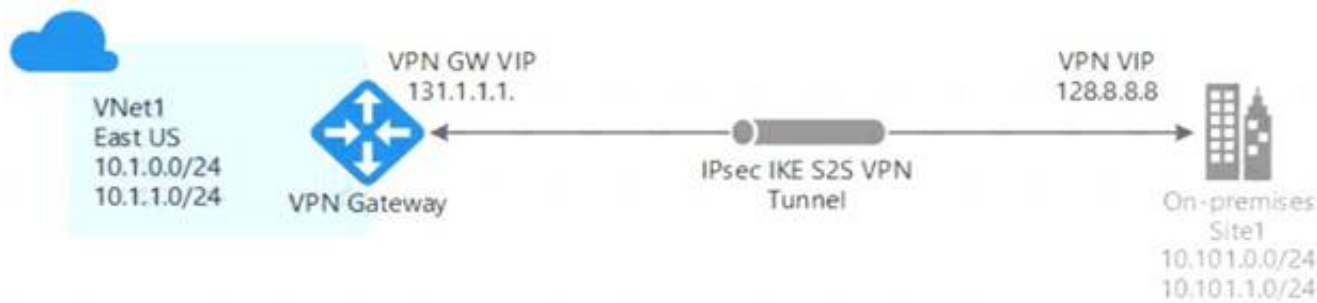 VNet1
East US
10.1.0.0/24
10.1.1.0/24
VPN GW VIP
131.1.1.1.
VPN Gateway
IPsec IKE S2S VPN
Tunnel
VPN VIP
128.8.8.8
On-premises
Site1
10.101.0.0/24
10.101.1.0/24